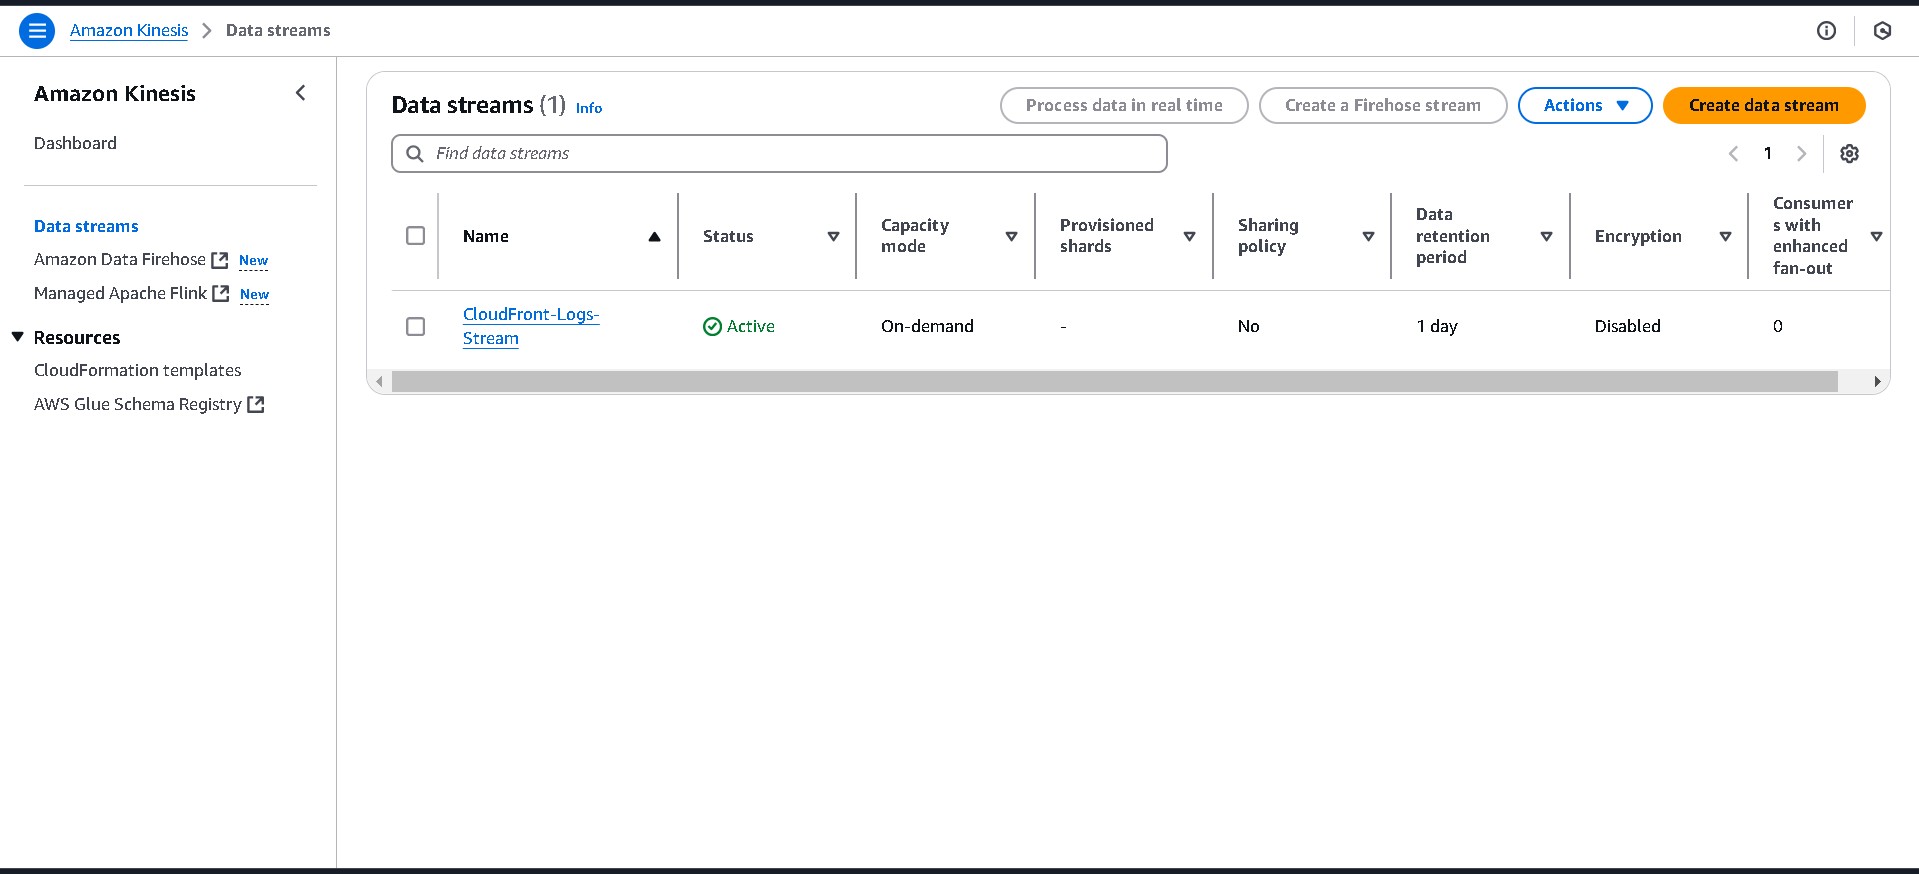 Amazon Kinesis > Data streams
Amazon Kinesis
Dashboard
Data streams
Amazon Data Firehose New
Managed Apache Flink New
Resources
CloudFormation templates
AWS Glue Schema Registry
Data streams (1) Info
Process data in real time
Create a Firehose stream
Actions
Create data stream
Find data streams
1
Name
Status
Capacity
mode
Provisioned
shards
Sharing
policy
Data
retention
period
Encryption
Consumer
s with
enhanced
fan-out
CloudFront-Logs-
Stream
Active
On-demand
-
No
1 day
Disabled
0